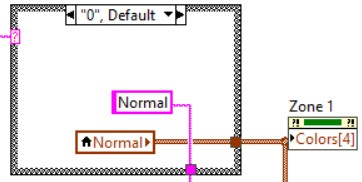 "0", Default
?
Normal
Zone 1
Normal
?! ?!
Colors[4]